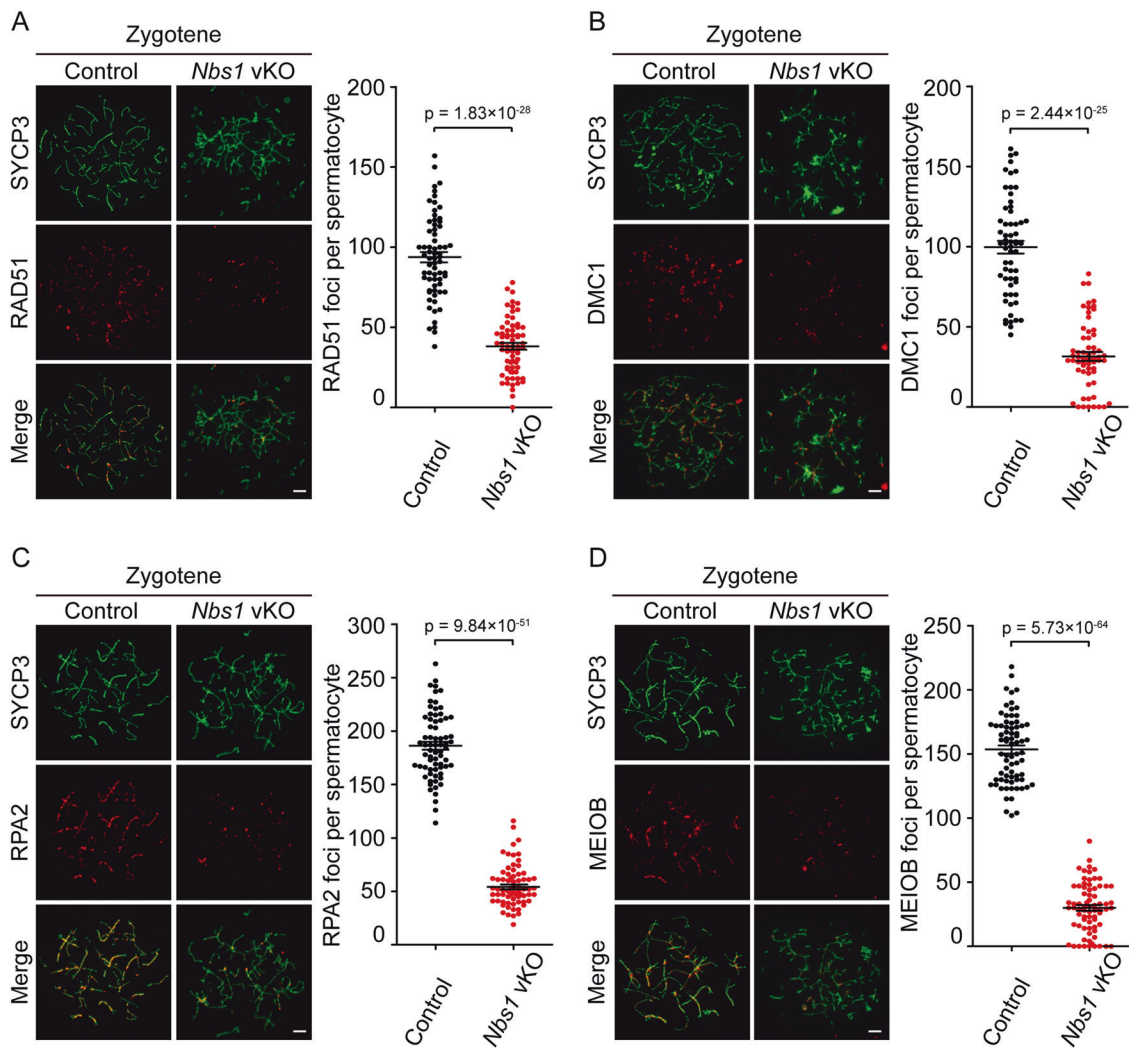 A
Zygotene
Control Nbs1 vKO
SYCP3
RAD51
Merge
RAD51 foci per spermatocyte
200
150
100
50
0
p = 1.83×10-28
Control
Nbs1 vKO
B
Zygotene
Control Nbs1 vKO
SYCP3
DMC1
Merge
DMC1 foci per spermatocyte
200
150
100
50
0
p = 2.44×10-25
Control
Nbs1 vKO
C
Zygotene
Control Nbs1 vKO
SYCP3
RPA2
Merge
RPA2 foci per spermatocyte
300
250
200
150
100
50
0
p = 9.84×10-51
Control
Nbs1 vKO
D
Zygotene
Control Nbs1 vKO
SYCP3
MEIOB
Merge
MEIOB foci per spermatocyte
250
200
150
100
50
0
p = 5.73×10-64
Control
Nbs1 vKO